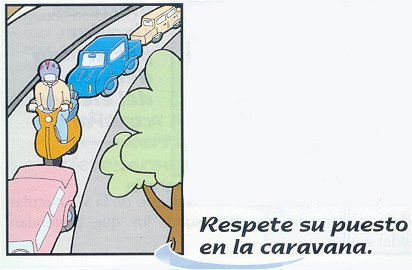 Respete su puesto
en la caravana.